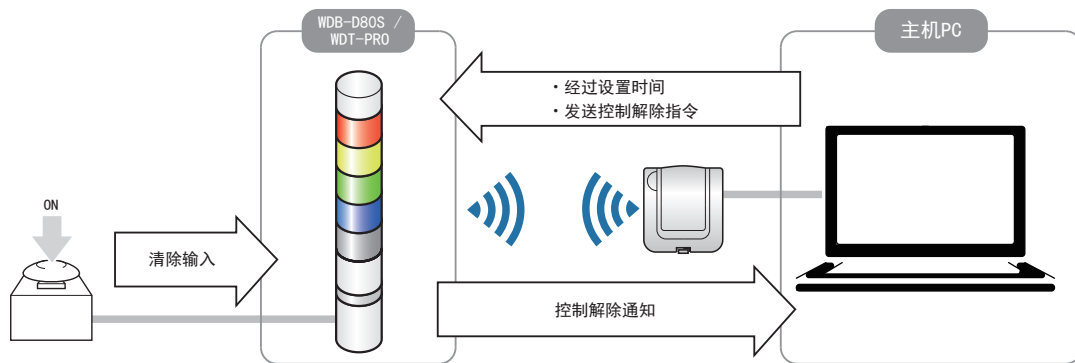 WDB-D80S /
WDT-PRO
主机PC
・经过设置时间
・发送控制解除指令
ON
清除输入
控制解除通知